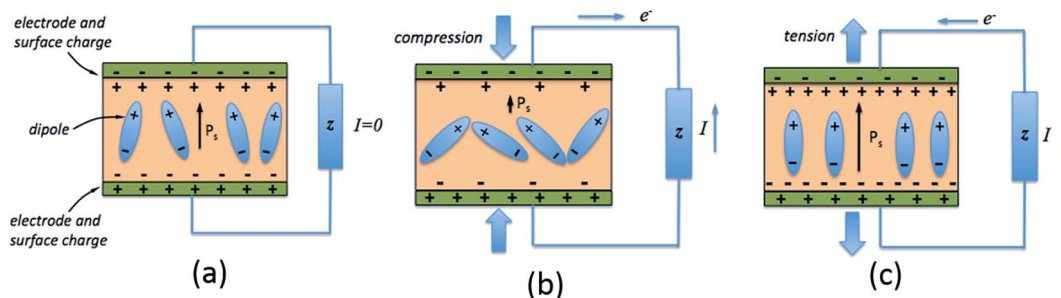 electrode and
surface charge
dipole
electrode and
surface charge
- - - - - - -
+ + + + + + +
+ + + +
Ps
- - - -
- - - - - - -
+ + + + + + +
z
I=0
(a)
compression
e-
- - - - - - -
+ + + +
Ps
+ + + +
- - - -
- - - -
+ + + + + + +
z
I
(b)
tension
e-
- - - - - - - -
+ + + + + + + + + + +
+ + + +
Ps
- - - -
- - - - - - - - - - -
+ + + + + + + +
z
I
(c)